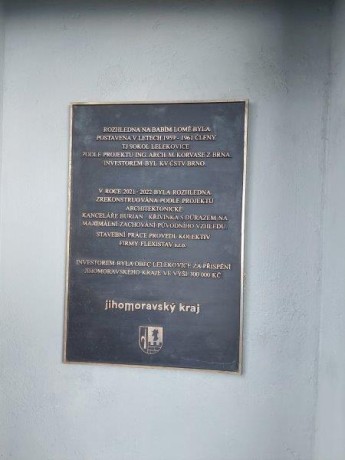 ROZHLEDNA NA BABÍM LOMĚ BYLA
POSTAVENA V LETECH 1959 - 1961 ČLENY
TJ SOKOL LELEKOVICE
PODLE PROJEKTU ING. ARCH. M. KORVASE Z BRNA
INVESTOREM BYL KV ČSTV BRNO.
V ROCE 2021 - 2022 BYLA ROZHLEDNA
ZREKONSTRUOVÁNA PODLE PROJEKTU
ARCHITEKTONICKÉ
KANCELÁŘE BURIAN - KŘIVINKA S DŮRAZEM NA
MAXIMÁLNÍ ZACHOVÁNÍ PŮVODNÍHO VZHLEDU.
STAVEBNÍ PRÁCE PROVEDL KOLEKTIV
FIRMY FLEXISTAV s.r.o.
INVESTOREM BYLA OBEC LELEKOVICE ZA PŘISPĚNÍ
JIHOMORAVSKÉHO KRAJE VE VÝŠI 300 000 KČ
jihomoravský kraj